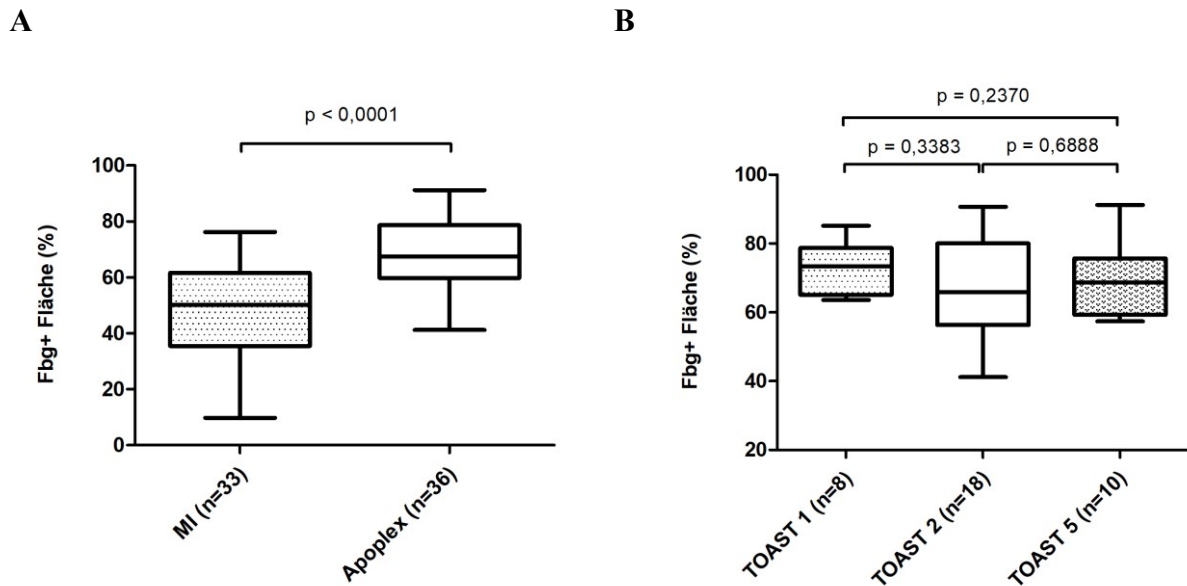 A
p < 0,0001
Fbg+ Fläche (%)
100
80
60
40
20
0
MI (n=33)
Apoplex (n=36)
B
p = 0,2370
p = 0,3383
p = 0,6888
Fbg+ Fläche (%)
100
80
60
40
20
TOAST 1 (n=8)
TOAST 2 (n=18)
TOAST 5 (n=10)